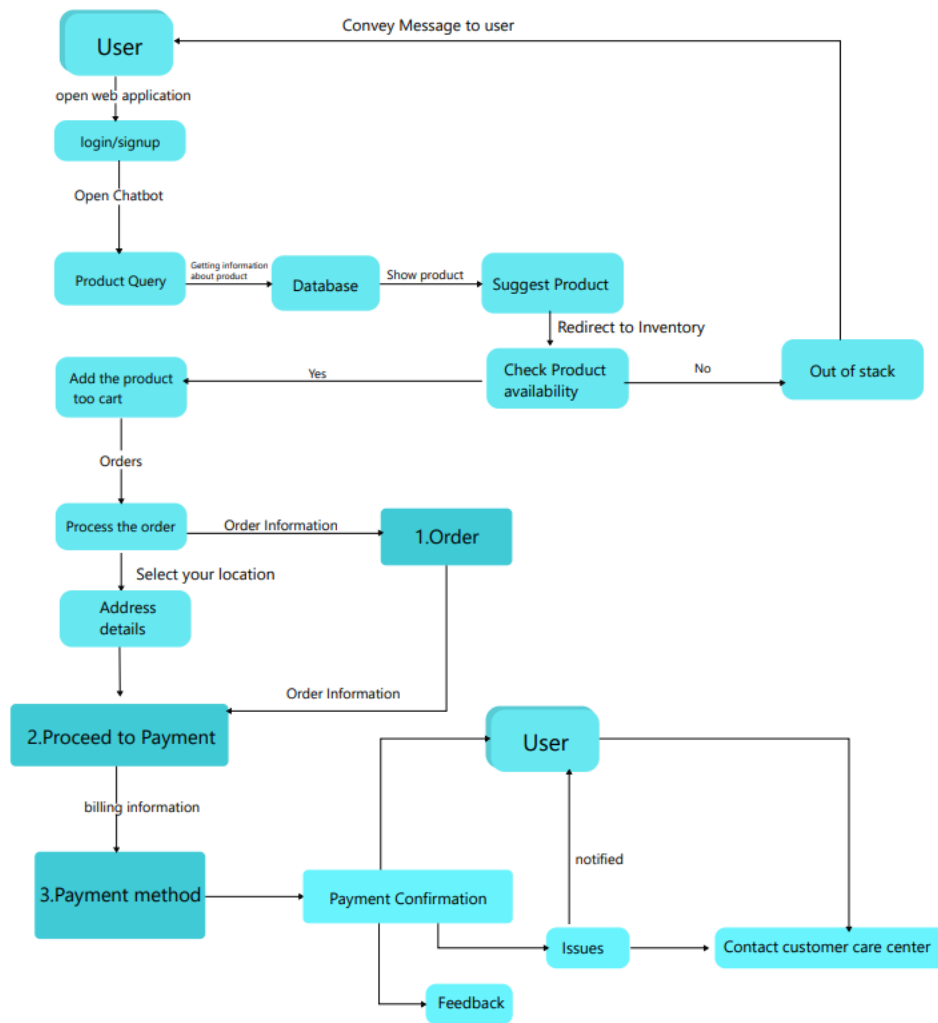 Convey Message to user
User
open web application
login/signup
Open Chatbot
Product Query
Getting information
about product
Database
Show product
Suggest Product
Redirect to Inventory
Add the product
too cart
Yes
Check Product
availability
No
Out of stack
Orders
Process the order
Order Information
1.Order
Select your location
Address
details
Order Information
2.Proceed to Payment
User
billing information
notified
3.Payment method
Payment Confirmation
Issues
Contact customer care center
Feedback